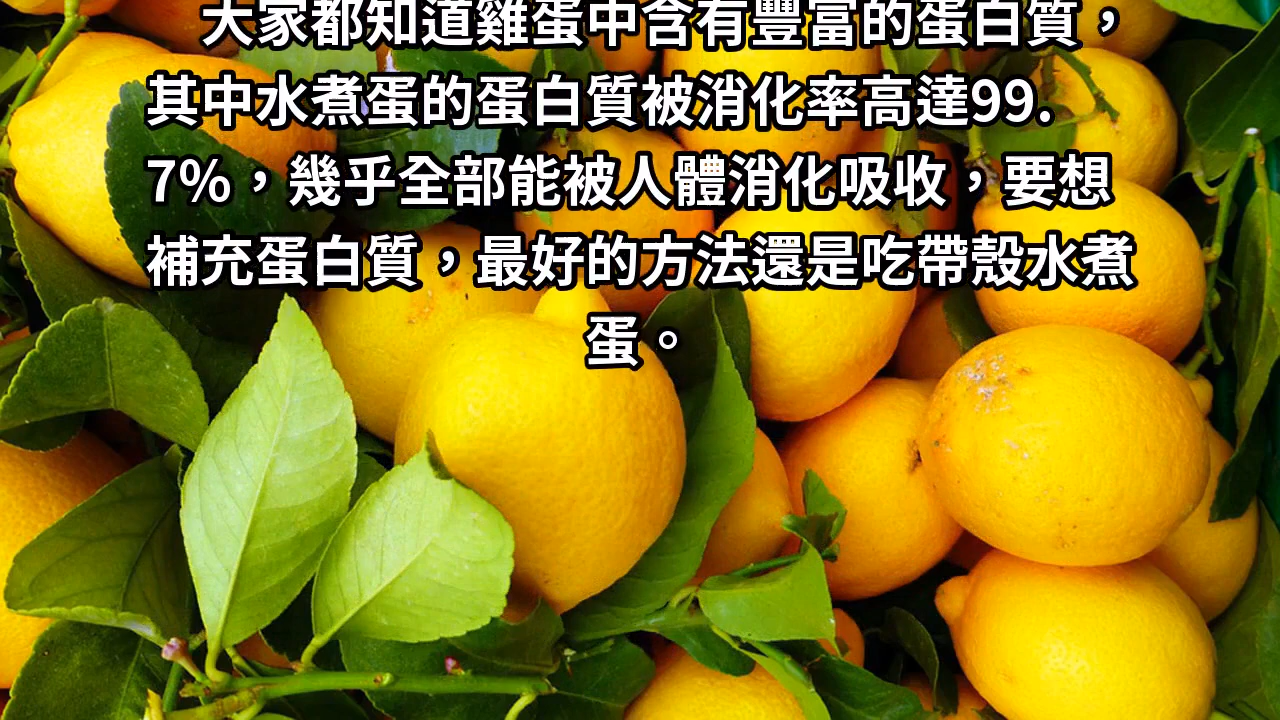 大家都知道雞蛋中含有豐富的蛋白質，
其中水煮蛋的蛋白質被消化率高達99.
7%，幾乎全部能被人體消化吸收，要想
補充蛋白質，最好的方法還是吃帶殼水煮
蛋。